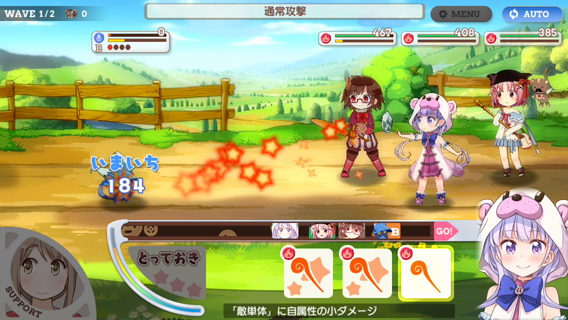 WAVE 1/2 0
通常攻撃
MENU
AUTO
B 0
467
408
385
いまいち
184
B GO!
とっておき
SUPPORT
「敵単体」に自属性の小ダメージ